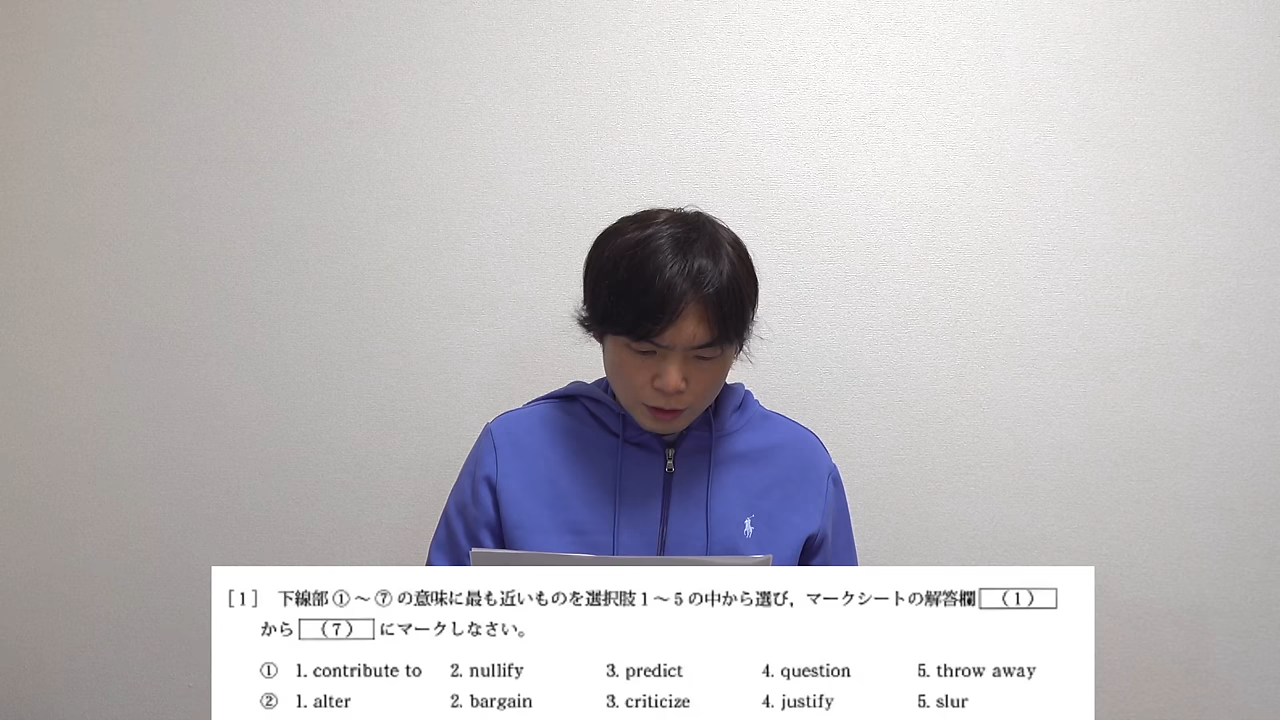 [1] 下線部①~⑦の意味に最も近いものを選択肢1~5の中から選び,マークシートの解答欄 (1)
から (7) にマークしなさい。
① 1. contribute to 2. nullify 3. predict 4. question 5. throw away
② 1. alter 2. bargain 3. criticize 4. justify 5. slur